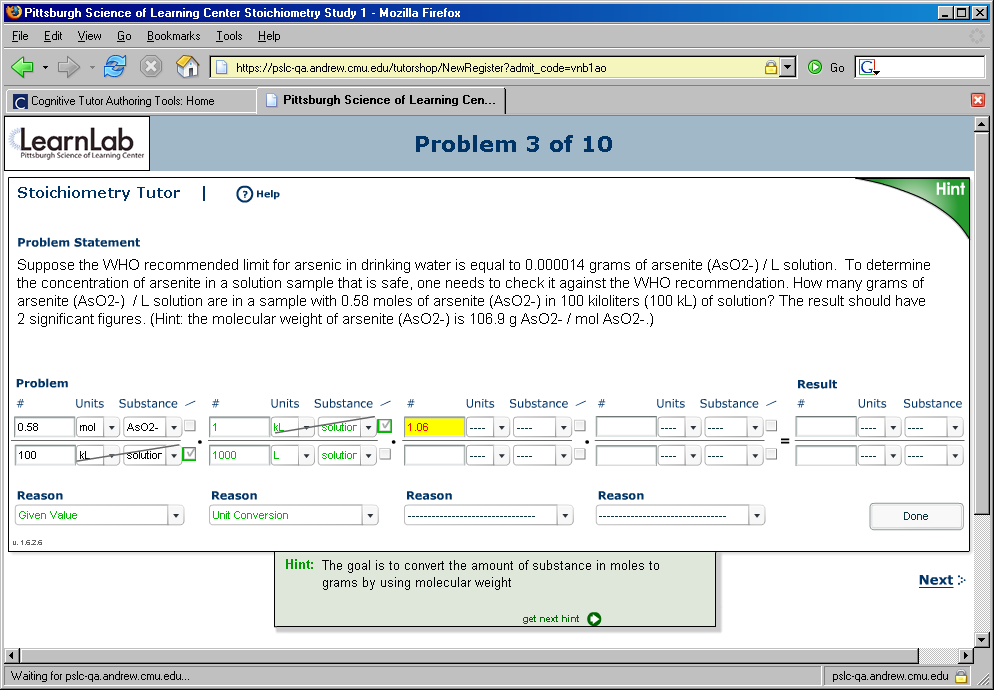 Pittsburgh Science of Learning Center Stoichiometry Study 1 - Mozilla Firefox
File Edit View Go Bookmarks Tools Help
https://pslc-qa.andrew.cmu.edu/tutorshop/NewRegister?admit_code=vnb1ao Go G
C Cognitive Tutor Authoring Tools: Home Pittsburgh Science of Learning Cen...
LearnLab
Pittsburgh Science of Learning Center
Problem 3 of 10
Stoichiometry Tutor | ? Help Hint
Problem Statement
Suppose the WHO recommended limit for arsenic in drinking water is equal to 0.000014 grams of arsenite (AsO2-) / L solution. To determine
the concentration of arsenite in a solution sample that is safe, one needs to check it against the WHO recommendation. How many grams of
arsenite (AsO2-) / L solution are in a sample with 0.58 moles of arsenite (AsO2-) in 100 kiloliters (100 kL) of solution? The result should have
2 significant figures. (Hint: the molecular weight of arsenite (AsO2-) is 106.9 g AsO2- / mol AsO2-.)
Problem Result
# Units Substance # Units Substance # Units Substance # Units Substance # Units Substance
0.58 mol AsO2- 1 kL solution 1.06 ---- ---- ---- ---- ---- ----
100 kL solution 1000 L solution ---- ---- ---- ---- = ---- ----
Reason Reason Reason Reason
Given Value Unit Conversion -------------------------------- -------------------------------- Done
v. 1.6.2.6
Hint: The goal is to convert the amount of substance in moles to
grams by using molecular weight
get next hint
Next
Waiting for pslc-qa.andrew.cmu.edu... pslc-qa.andrew.cmu.edu